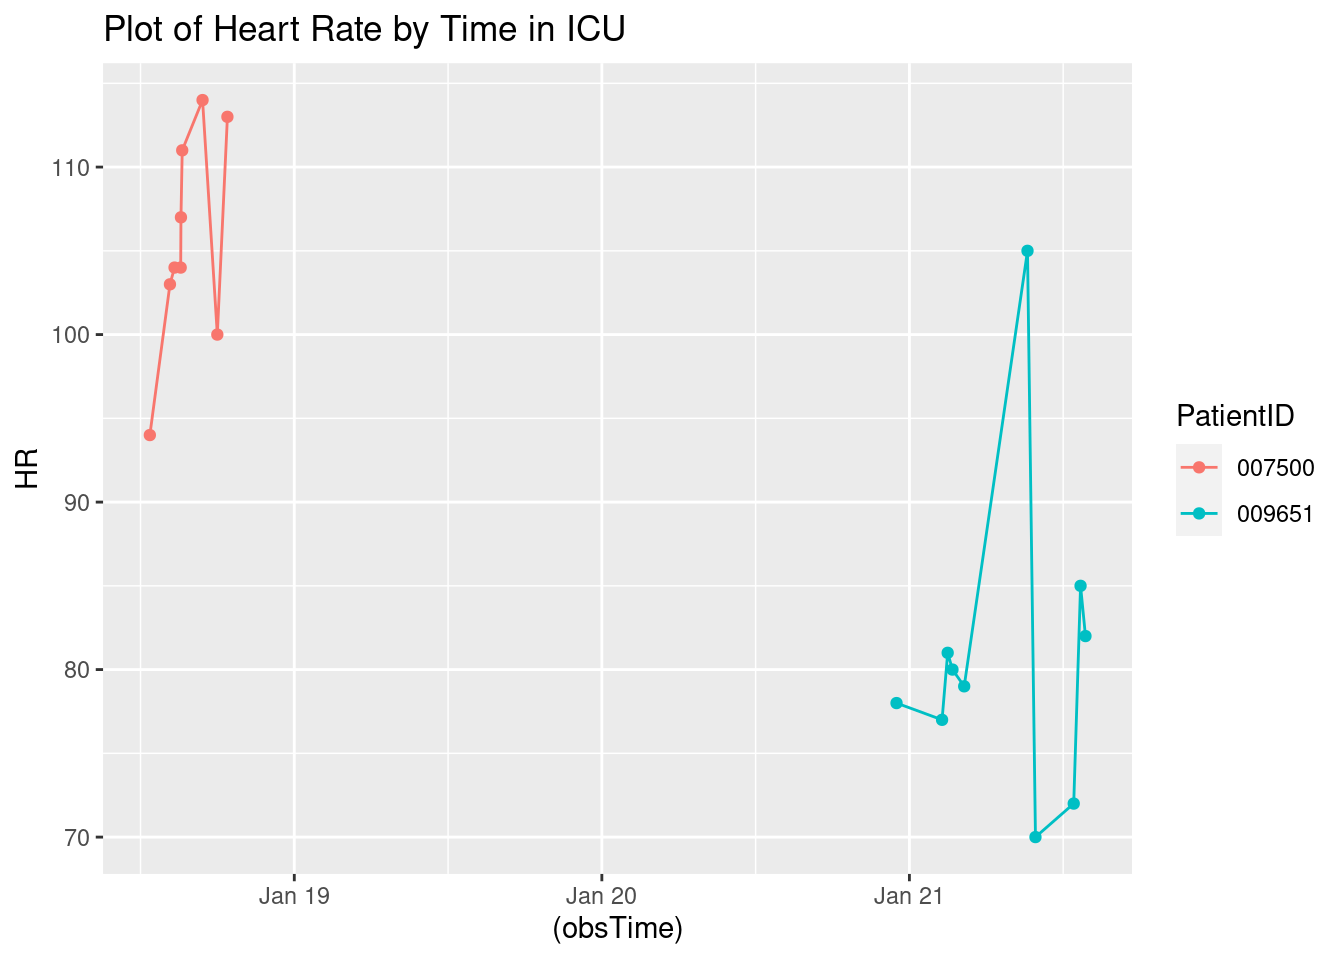 Plot of Heart Rate by Time in ICU
110
100
90
80
70
HR
Jan 19
Jan 20
Jan 21
(obsTime)
PatientID
007500
009651